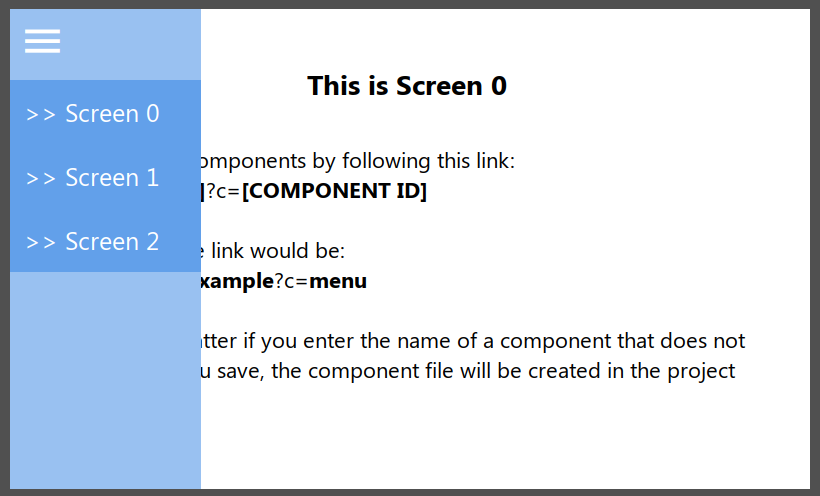 This is Screen 0
>> Screen 0
>> Screen 1
>> Screen 2
components by following this link:
]?c=[COMPONENT ID]
link would be:
xample?c=menu
if you enter the name of a component that does not
save, the component file will be created in the project